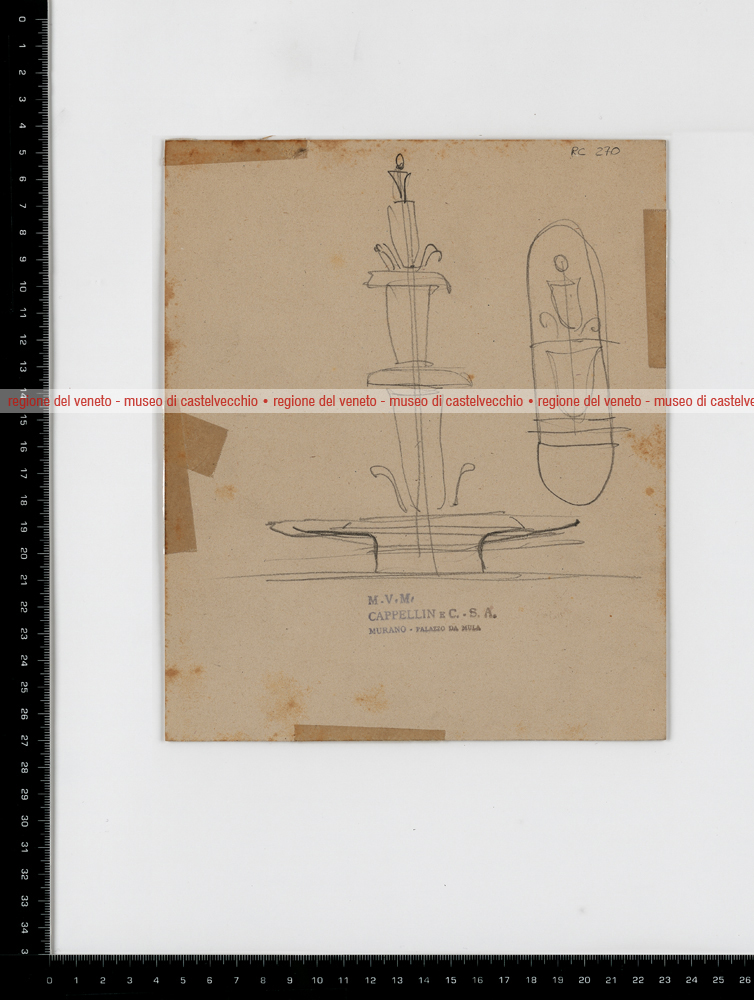 RC 270
regione del veneto - museo di castelvecchio • regione del veneto - museo di castelvecchio • regione del veneto - museo di castelve
M.V.M.
CAPPELLIN E C. - S. A.
MURANO - PALAZZO DA MULA
0 1 2 3 4 5 6 7 8 9 10 11 12 13 15 16 17 18 19 20 21 22 23 24 25 26 27 28 29 30 31 32 33 34 3
0 1 2 3 4 5 6 7 8 9 10 11 12 13 14 15 16 17 18 19 20 21 22 23 24 25 26